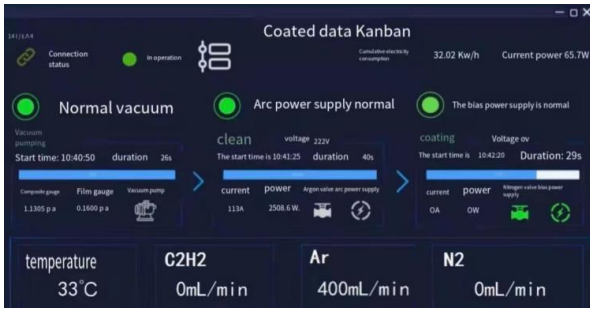 Coated data Kanban
Connection status
In operation
Cumulative electricity consumption
32.02 Kw/h
Current power 65.7W
Normal vacuum
Arc power supply normal
The bias power supply is normal
Vacuum pumping
Start time: 10:40:50 duration 26s
Composite gauge Film gauge Vacuum pump
1.1305 p a 0.1600 p a
clean voltage 222V
The start time is 10:41:25 duration 40s
current power Argon valve arc power supply
113A 2508.6 W.
coating Voltage ov
The start time is 10:42:20 Duration: 29s
current power Nitrogen valve bias power supply
OA OW
temperature
33°C
C2H2
0mL/min
Ar
400mL/min
N2
0mL/min